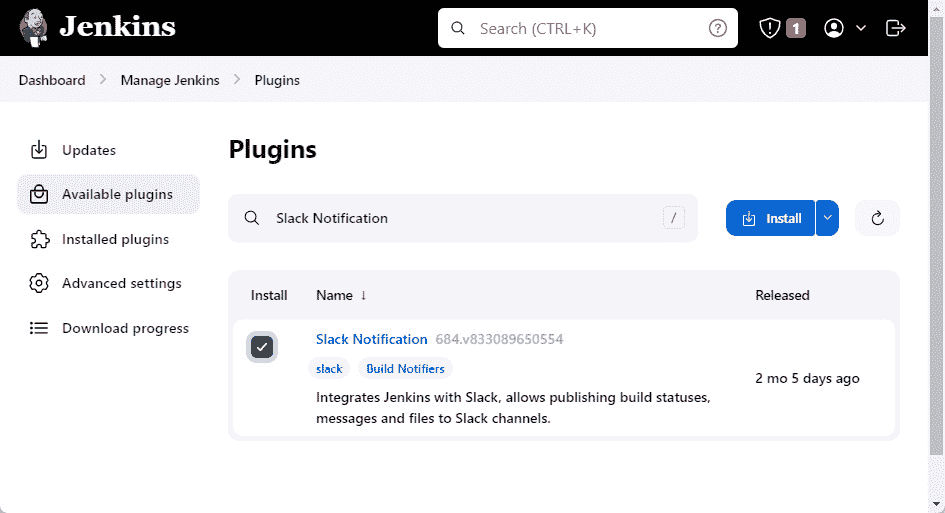 Jenkins
Search (CTRL+K)
?
1
Dashboard > Manage Jenkins > Plugins
Updates
Available plugins
Installed plugins
Advanced settings
Download progress
Plugins
Slack Notification
/
Install
Install Name ↓ Released
Slack Notification 684.v833089650554
slack Build Notifiers
Integrates Jenkins with Slack, allows publishing build statuses,
messages and files to Slack channels.
2 mo 5 days ago